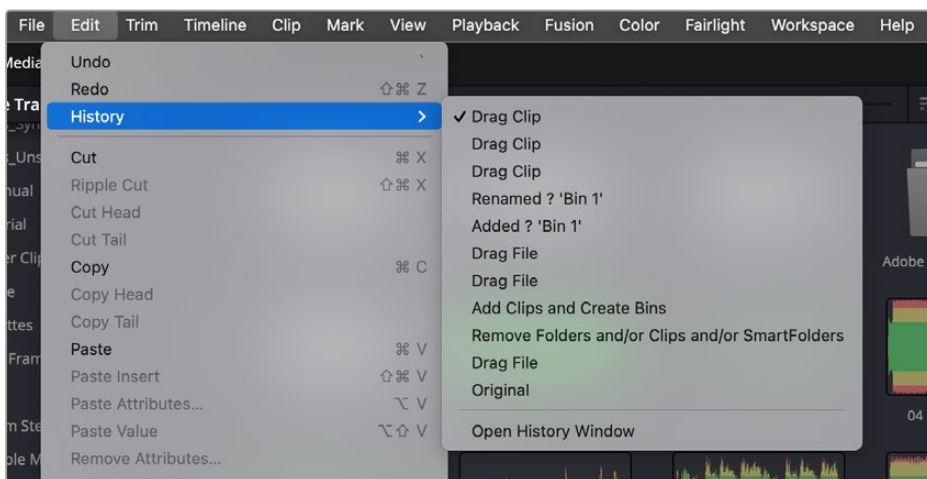 File Edit Trim Timeline Clip Mark View Playback Fusion Color Fairlight Workspace Help
Undo `
Redo ⇧⌘ Z
History >
Cut ⌘ X
Ripple Cut ⇧⌘ X
Cut Head
Cut Tail
Copy ⌘ C
Copy Head
Copy Tail
Paste ⌘ V
Paste Insert ⇧⌘ V
Paste Attributes... ⌥ V
Paste Value ⌥⇧ V
Remove Attributes...
✓ Drag Clip
Drag Clip
Drag Clip
Renamed ? 'Bin 1'
Added ? 'Bin 1'
Drag File
Drag File
Add Clips and Create Bins
Remove Folders and/or Clips and/or SmartFolders
Drag File
Original
Open History Window
Adobe
04